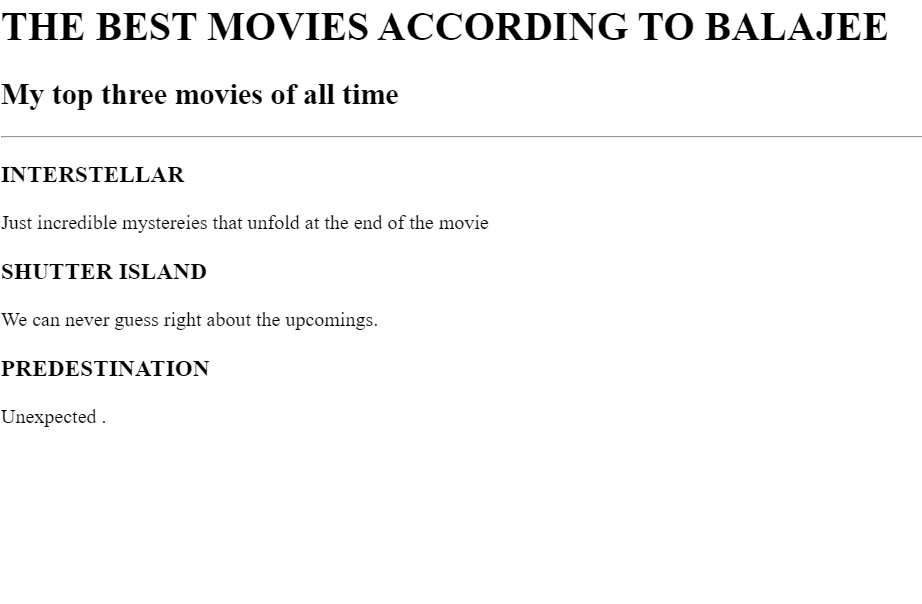 THE BEST MOVIES ACCORDING TO BALAJEE
My top three movies of all time
INTERSTELLAR
Just incredible mystereies that unfold at the end of the movie
SHUTTER ISLAND
We can never guess right about the upcomings.
PREDESTINATION
Unexpected .